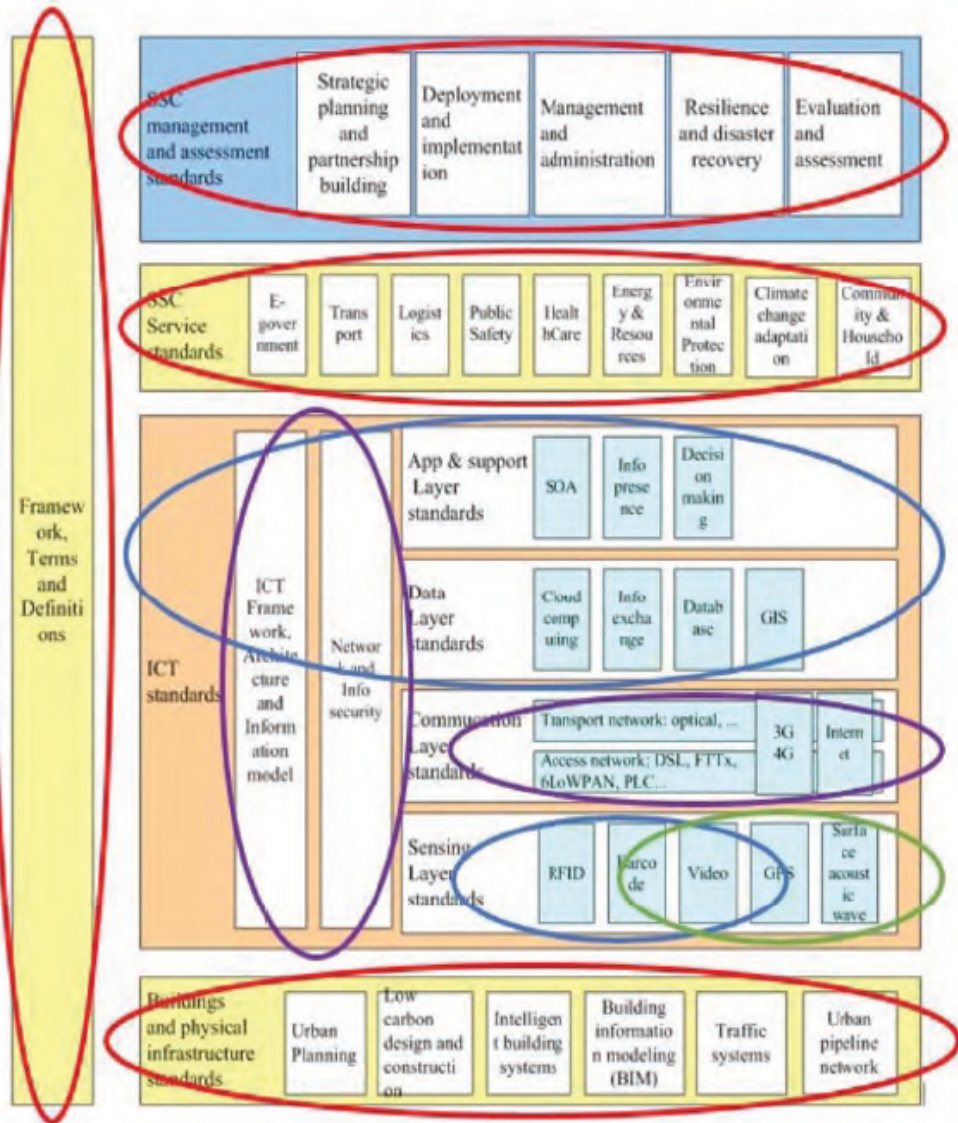 Framew
ork,
Terms
and
Definiti
ons
SSC
management
and assessment
standards
Strategic
planning
and
partnership
building
Deployment
and
implementat
ion
Management
and
administration
Resilience
and disaster
recovery
Evaluation
and
assessment
SSC
Service
standards
E-
gover
nment
Trans
port
Logist
ics
Public
Safety
Healt
hCare
Energ
y &
Resou
rces
Envir
onme
ntal
Protec
tion
Climate
change
adaptati
on
Commun
ity &
Househo
ld
ICT
standards
ICT
Frame
work,
Archite
cture
and
Inform
ation
model
Networ
k and
Info
security
App & support
Layer
standards
SOA
Info
prese
nce
Decisi
on
makin
g
Data
Layer
standards
Cloud
comp
uing
Info
excha
nge
Datab
ase
GIS
Commucation
Layer
standards
Transport network: optical, ...
Access network; DSL, FTTx,
6LoWPAN, PLC...
3G
4G
Intern
et
Sensing
Layer
standards
RFID
Barco
de
Video
GPS
Surfa
ce
acoust
ic
wave
Buildings
and physical
infrastructure
standards
Urban
Planning
Low
carbon
design and
constructi
on
Intelligen
t building
systems
Building
informatio
n modeling
(BIM)
Traffic
systems
Urban
pipeline
network